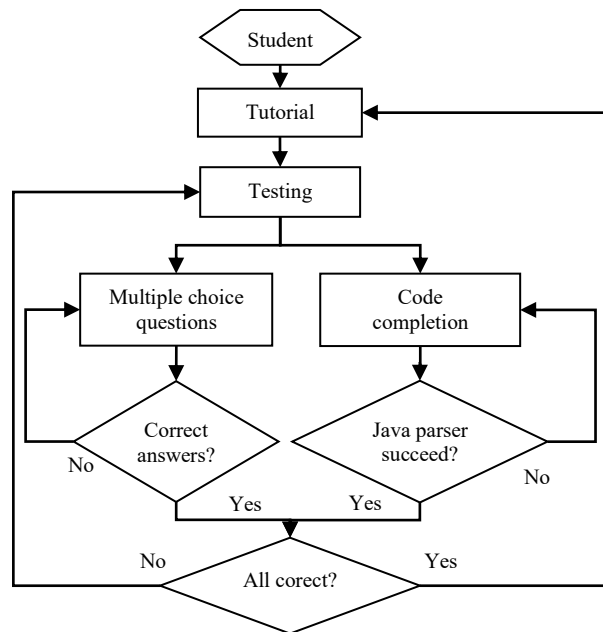 Student
Tutorial
Testing
Multiple choice
questions
Code
completion
Correct
answers?
Java parser
succeed?
No
No
Yes
Yes
No
Yes
All corect?